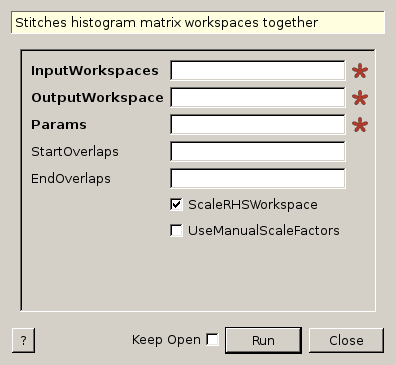 Stitches histogram matrix workspaces together
InputWorkspaces
OutputWorkspace
Params
StartOverlaps
EndOverlaps
ScaleRHSWorkspace
UseManualScaleFactors
? Keep Open Run Close